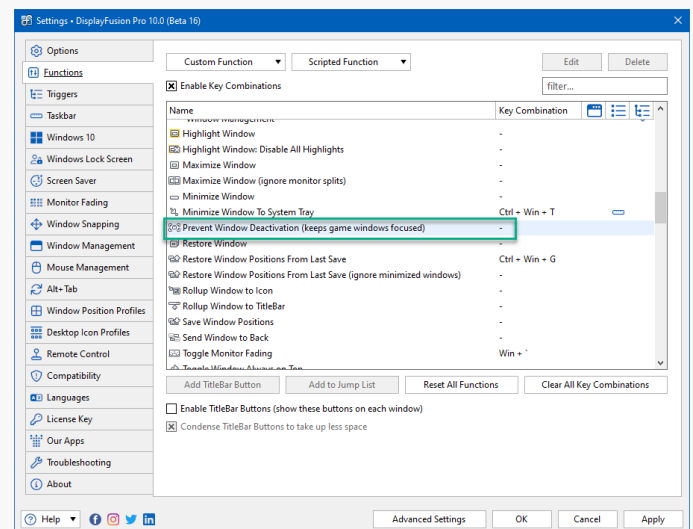 Settings • DisplayFusion Pro 10.0 (Beta 16)
Options
Functions
Triggers
Taskbar
Windows 10
Windows Lock Screen
Screen Saver
Monitor Fading
Window Snapping
Window Management
Mouse Management
Alt+Tab
Window Position Profiles
Desktop Icon Profiles
Remote Control
Compatibility
Languages
License Key
Our Apps
Troubleshooting
About
Custom Function Scripted Function Edit Delete
Enable Key Combinations filter...
Name Key Combination
Window Management
Highlight Window -
Highlight Window: Disable All Highlights -
Maximize Window -
Maximize Window (ignore monitor splits) -
Minimize Window -
Minimize Window To System Tray Ctrl + Win + T
Prevent Window Deactivation (keeps game windows focused) -
Restore Window -
Restore Window Positions From Last Save Ctrl + Win + G
Restore Window Positions From Last Save (ignore minimized windows) -
Rollup Window to Icon -
Rollup Window to TitleBar -
Save Window Positions -
Send Window to Back -
Toggle Monitor Fading Win + `
Toggle Window Always on Top
Add TitleBar Button Add to Jump List Reset All Functions Clear All Key Combinations
Enable TitleBar Buttons (show these buttons on each window)
Condense TitleBar Buttons to take up less space
Help Advanced Settings OK Cancel Apply